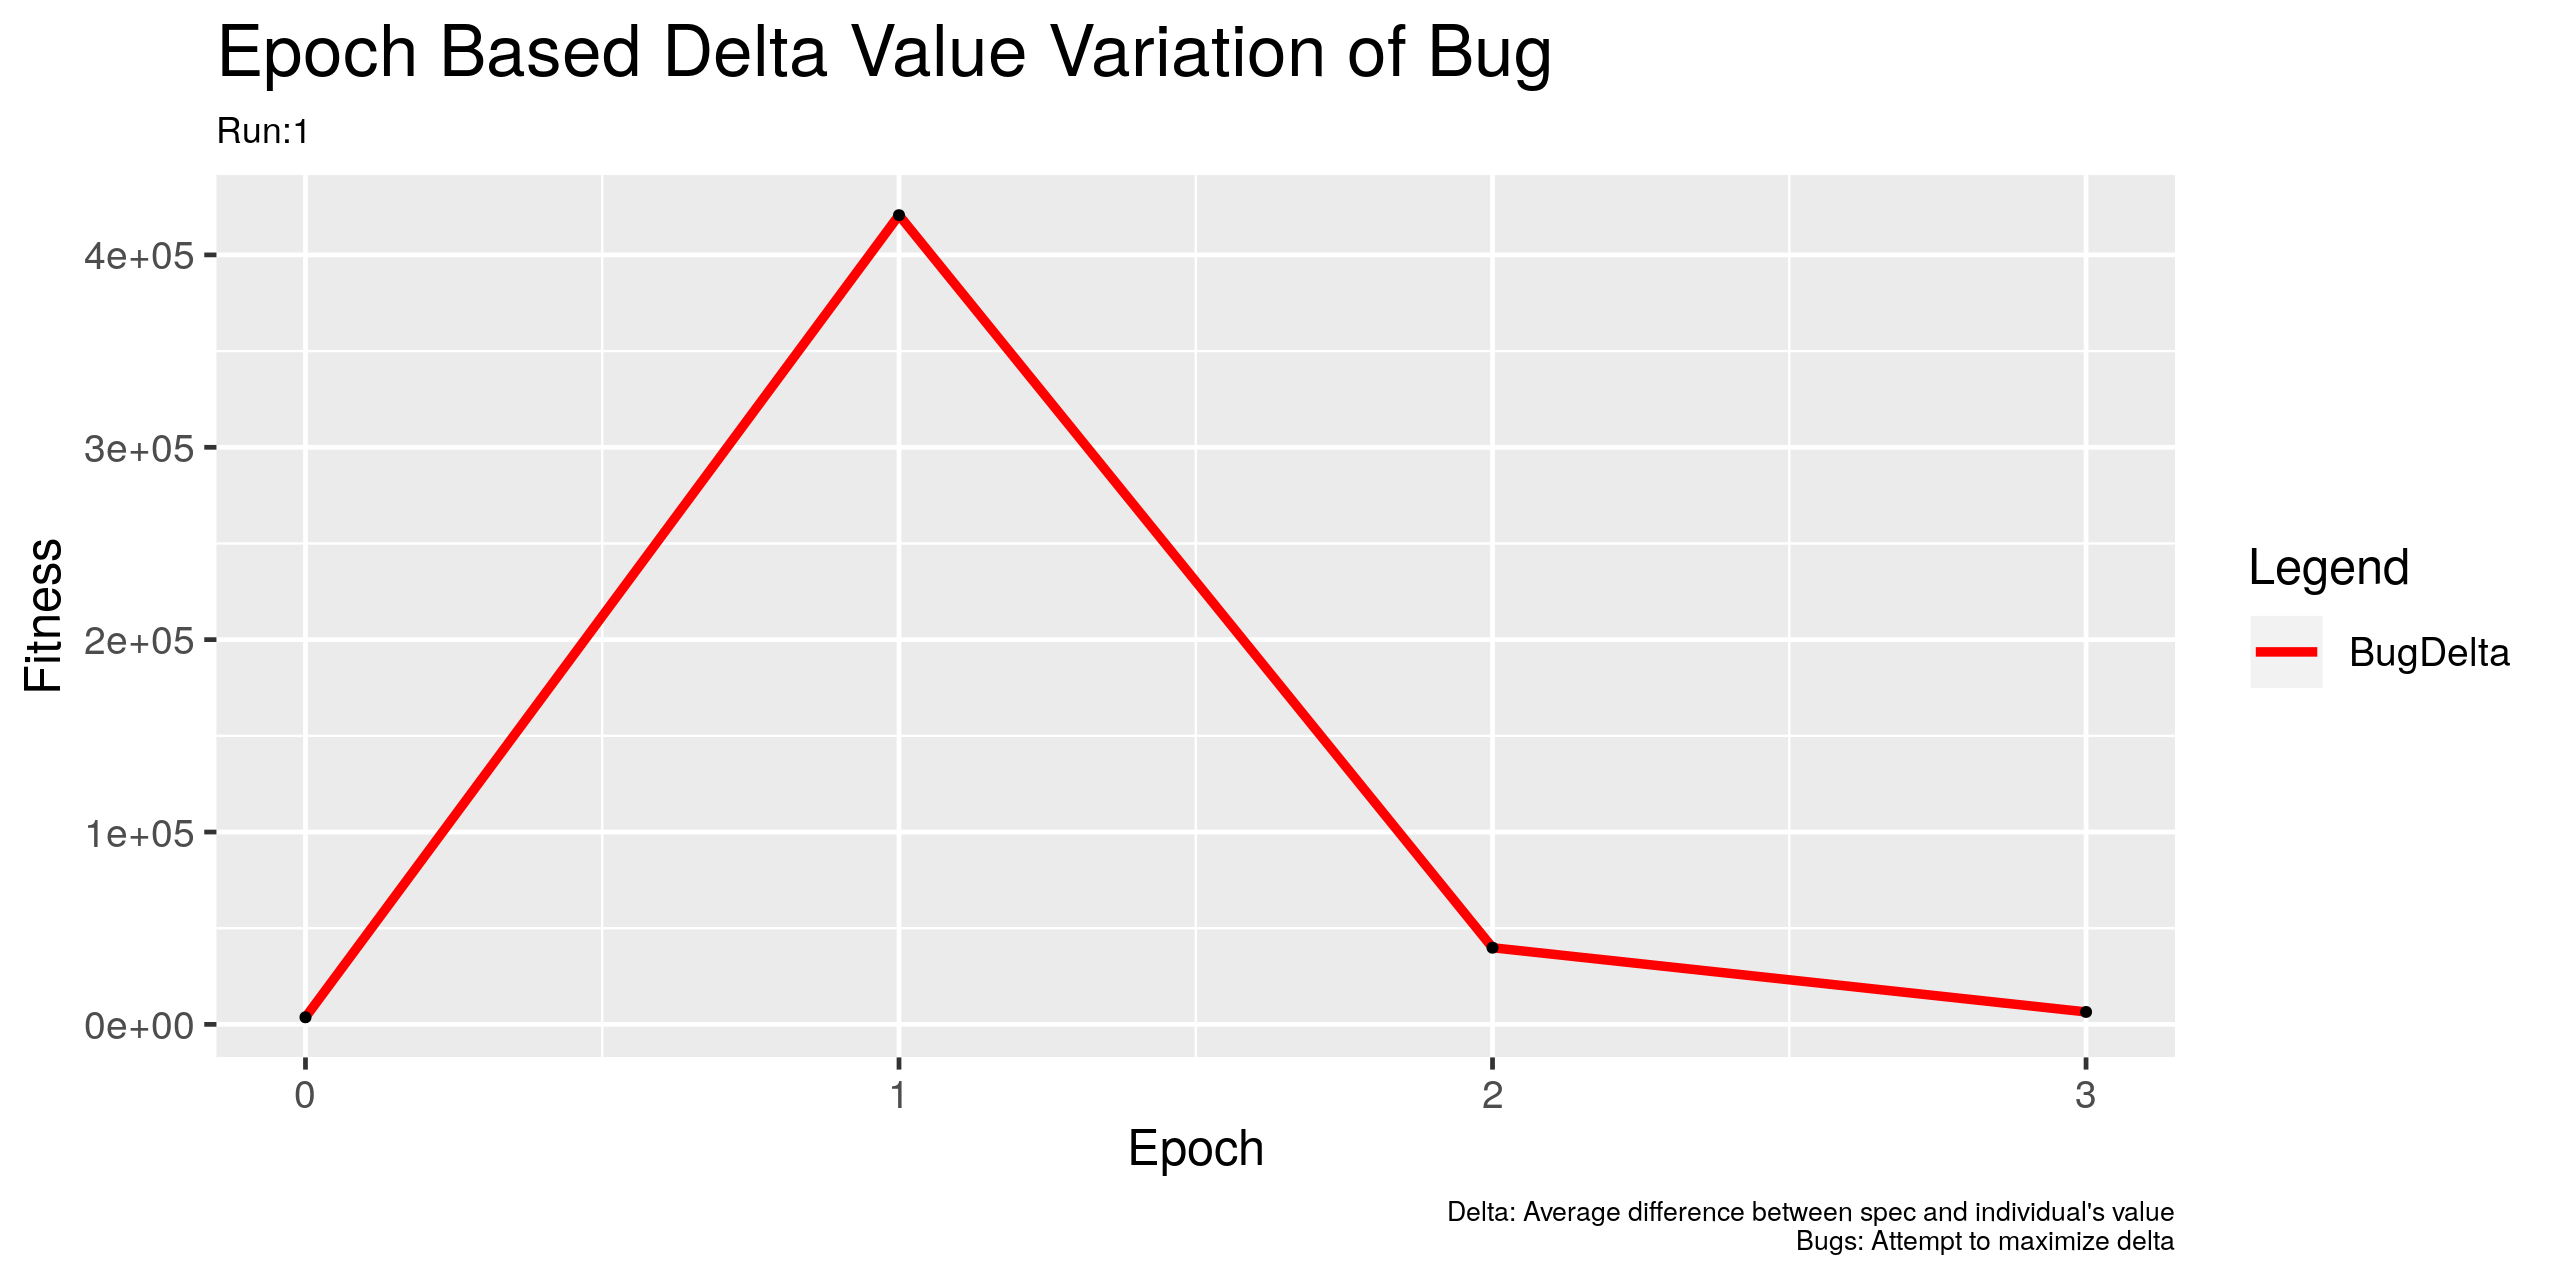 Epoch Based Delta Value Variation of Bug
Run:1
4e+05
3e+05
2e+05
1e+05
0e+00
Fitness
0 1 2 3
Epoch
Legend
BugDelta
Delta: Average difference between spec and individual's value
Bugs: Attempt to maximize delta